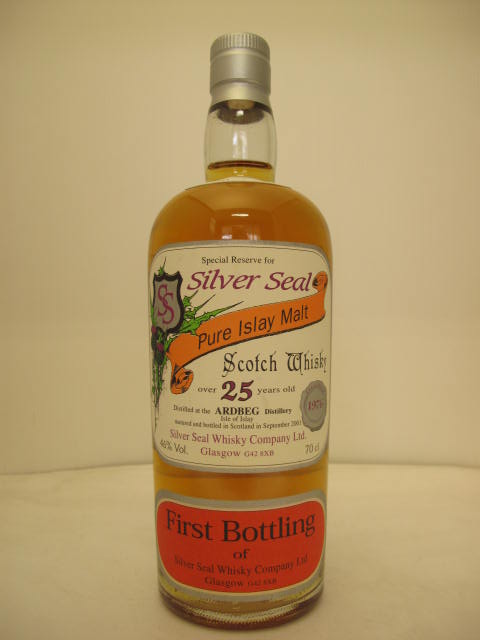 Special Reserve for
Silver Seal
SS
Pure Islay Malt
Scotch Whisky
over 25 years old
Distilled at the ARDBEG Distillery
Isle of Islay
matured and bottled in Scotland in September 2001
Silver Seal Whisky Company Ltd.
46% Vol. Glasgow G42 8XB 70 cl
First Bottling
of
Silver Seal Whisky Company Ltd
Glasgow G42 8XB